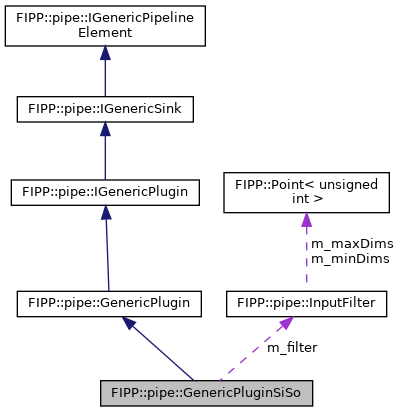 FIPP::pipe::IGenericPipeline
Element
FIPP::pipe::IGenericSink
FIPP::pipe::IGenericPlugin
FIPP::Point< unsigned
int >
m_maxDims
m_minDims
FIPP::pipe::GenericPlugin
FIPP::pipe::InputFilter
m_filter
FIPP::pipe::GenericPluginSiSo